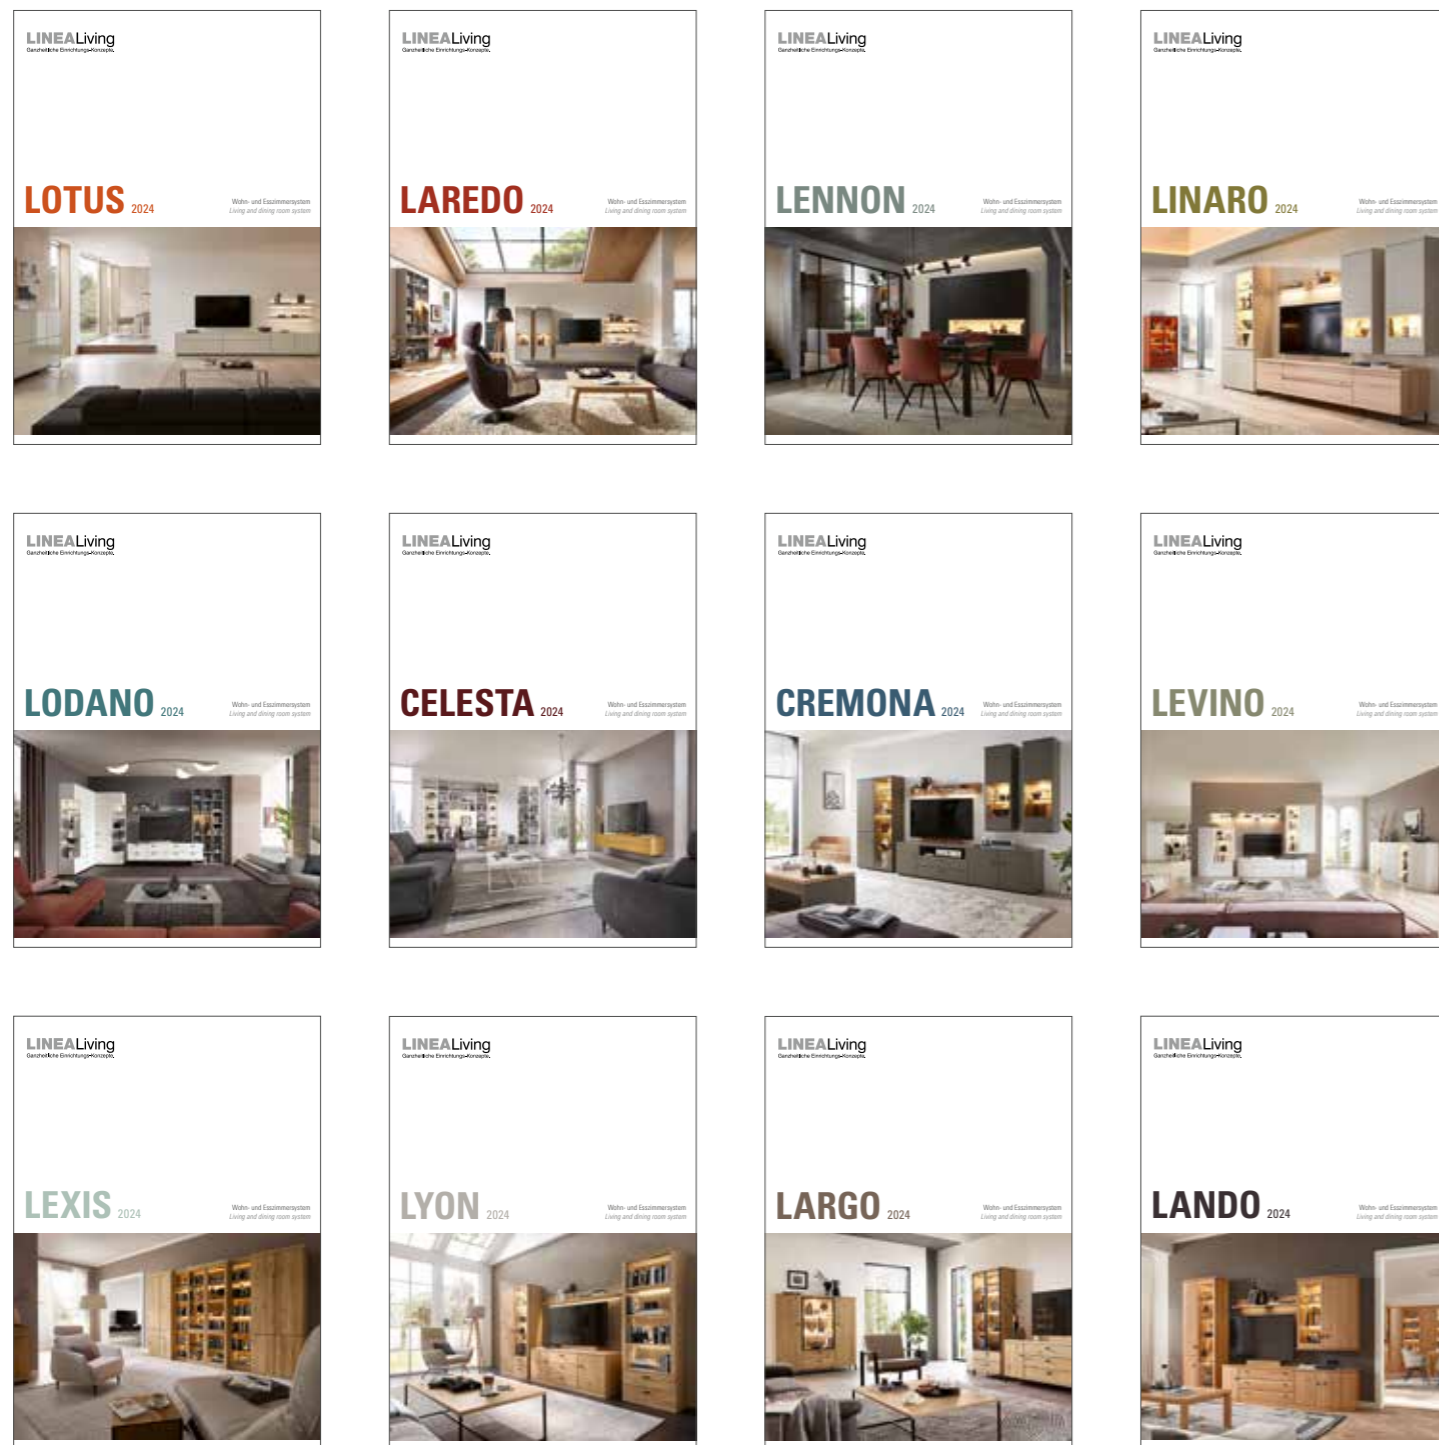 LINEALiving
Ganzheitliche Einrichtungs-Konzepte.
LOTUS 2024
Wohn- und Esszimmersystem
Living and dining room system
LINEALiving
Ganzheitliche Einrichtungs-Konzepte.
LAREDO 2024
Wohn- und Esszimmersystem
Living and dining room system
LINEALiving
Ganzheitliche Einrichtungs-Konzepte.
LENNON 2024
Wohn- und Esszimmersystem
Living and dining room system
LINEALiving
Ganzheitliche Einrichtungs-Konzepte.
LINARO 2024
Wohn- und Esszimmersystem
Living and dining room system
LINEALiving
Ganzheitliche Einrichtungs-Konzepte.
LODANO 2024
Wohn- und Esszimmersystem
Living and dining room system
LINEALiving
Ganzheitliche Einrichtungs-Konzepte.
CELESTA 2024
Wohn- und Esszimmersystem
Living and dining room system
LINEALiving
Ganzheitliche Einrichtungs-Konzepte.
CREMONA 2024
Wohn- und Esszimmersystem
Living and dining room system
LINEALiving
Ganzheitliche Einrichtungs-Konzepte.
LEVINO 2024
Wohn- und Esszimmersystem
Living and dining room system
LINEALiving
Ganzheitliche Einrichtungs-Konzepte.
LEXIS 2024
Wohn- und Esszimmersystem
Living and dining room system
LINEALiving
Ganzheitliche Einrichtungs-Konzepte.
LYON 2024
Wohn- und Esszimmersystem
Living and dining room system
LINEALiving
Ganzheitliche Einrichtungs-Konzepte.
LARGO 2024
Wohn- und Esszimmersystem
Living and dining room system
LINEALiving
Ganzheitliche Einrichtungs-Konzepte.
LANDO 2024
Wohn- und Esszimmersystem
Living and dining room system